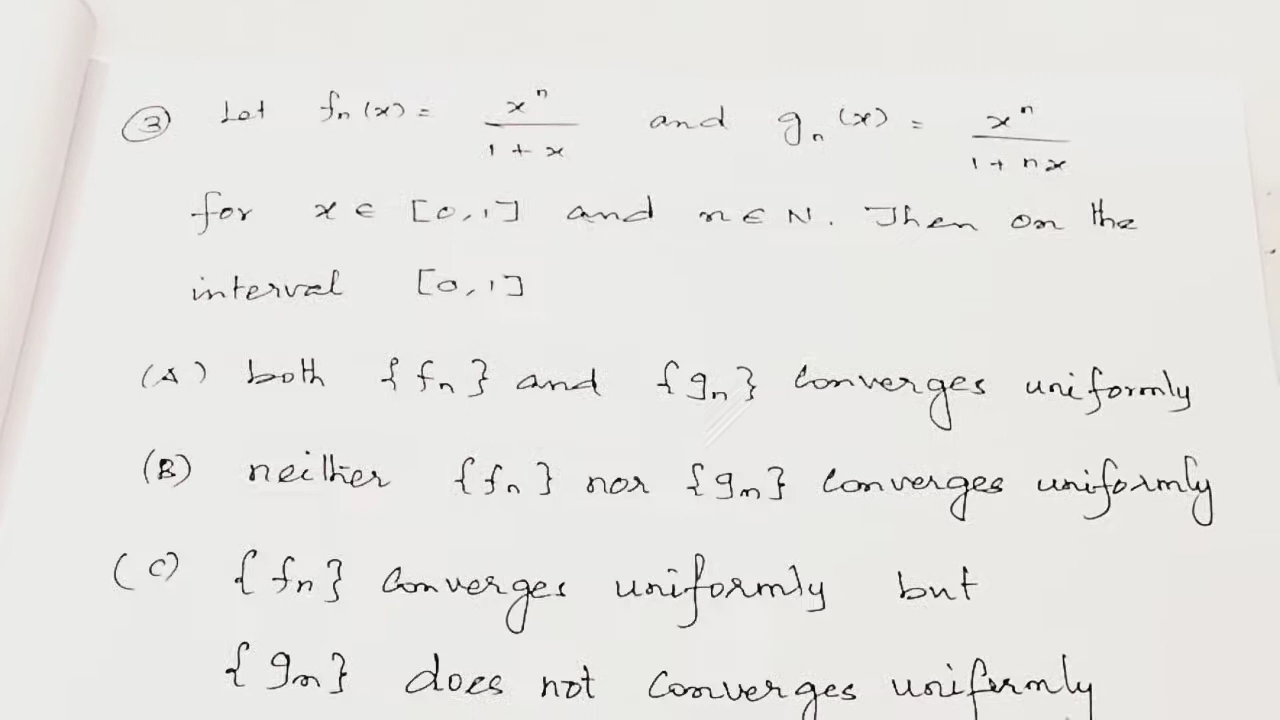 ③ Let fn(x) = x^n / 1 + x and gn(x) = x^n / 1 + nx
for x ∈ [0,1] and n ∈ N. Then on the
interval [0,1]
(A) both {fn} and {gn} converges uniformly
(B) neither {fn} nor {gn} converges uniformly
(C) {fn} converges uniformly but
{gn} does not converges uniformly